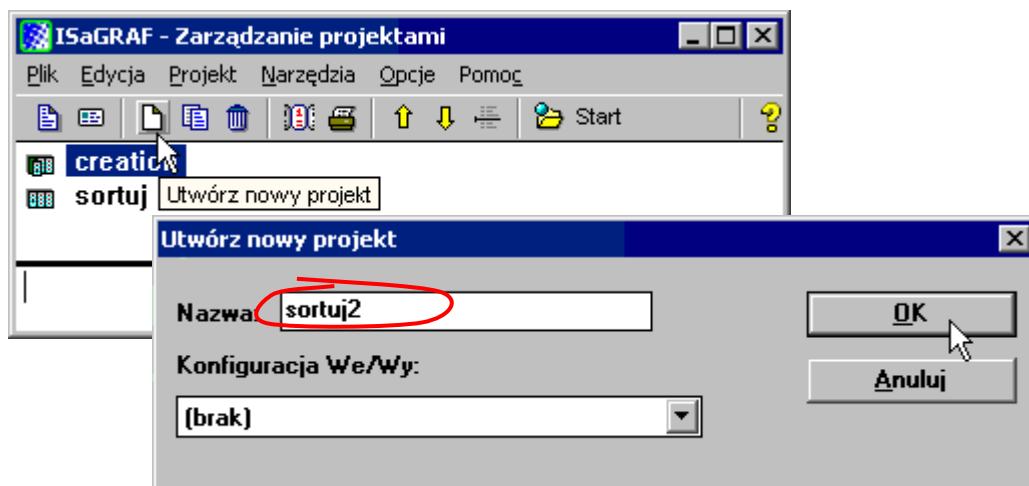 ISaGRAF - Zarządzanie projektami
Plik Edycja Projekt Narzędzia Opcje Pomoc
Start
sortuj
Utwórz nowy projekt
Utwórz nowy projekt
Nazwa: sortuj2
OK
Konfiguracja We/Wy:
Anuluj
(brak)